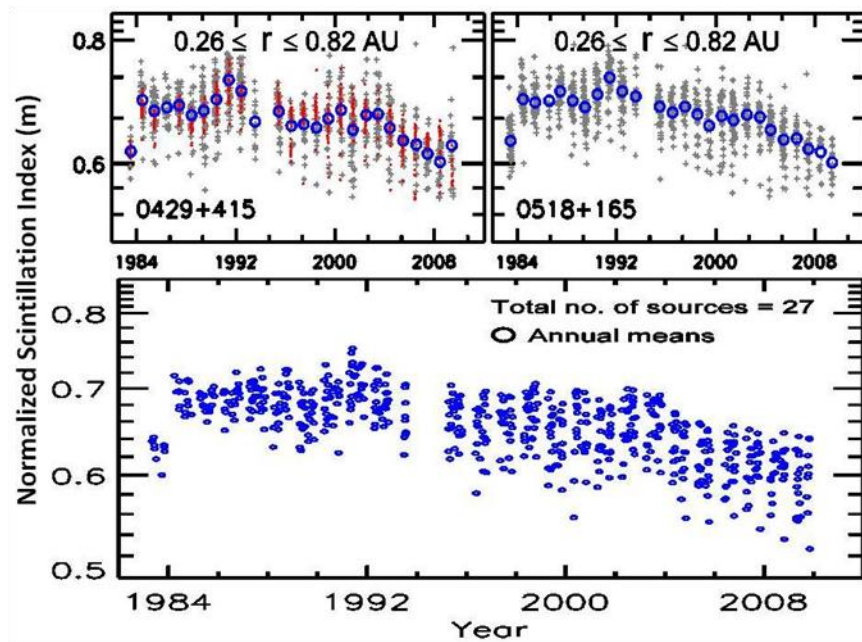 0.26 ≤ r ≤ 0.82 AU
0.26 ≤ r ≤ 0.82 AU
0.8
0.6
0429+415
0518+165
1984 1992 2000 2008
1984 1992 2000 2008
Normalized Scintillation Index (m)
Total no. of sources = 27
Annual means
0.8
0.7
0.6
0.5
1984 1992 2000 2008
Year